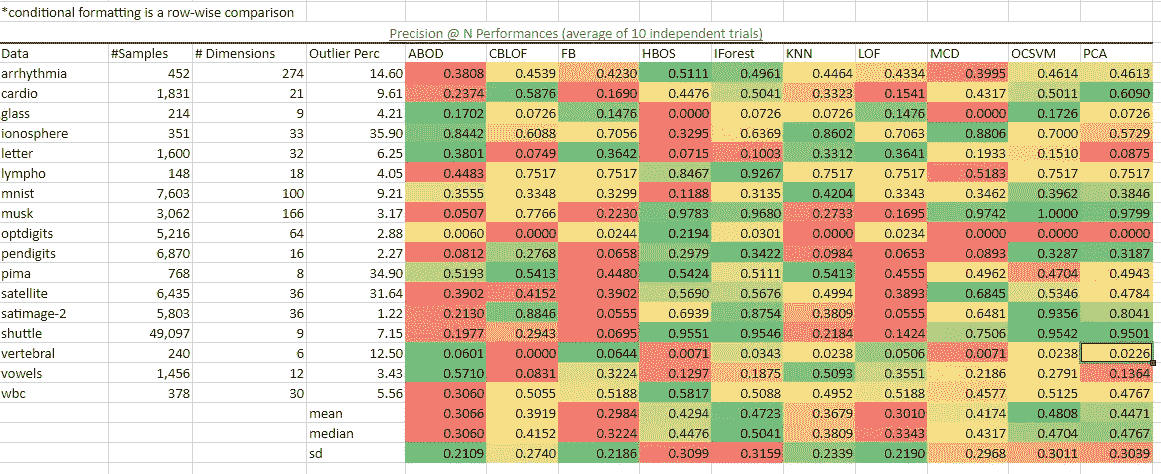 *conditional formatting is a row-wise comparison
Precision @ N Performances (average of 10 independent trials)
Data #Samples # Dimensions Outlier Perc ABOD CBLOF FB HBOS IForest KNN LOF MCD OCSVM PCA
arrhythmia 452 274 14.60 0.3808 0.4539 0.4230 0.5111 0.4961 0.4464 0.4334 0.3995 0.4614 0.4613
cardio 1,831 21 9.61 0.2374 0.5876 0.1690 0.4476 0.5041 0.3323 0.1541 0.4317 0.5011 0.6090
glass 214 9 4.21 0.1702 0.0726 0.1476 0.0000 0.0726 0.0726 0.1476 0.0000 0.1726 0.0726
ionosphere 351 33 35.90 0.8442 0.6088 0.7056 0.3295 0.6369 0.8602 0.7063 0.8806 0.7000 0.5729
letter 1,600 32 6.25 0.3801 0.0749 0.3642 0.0715 0.1003 0.3312 0.3641 0.1933 0.1510 0.0875
lympho 148 18 4.05 0.4483 0.7517 0.7517 0.8467 0.9267 0.7517 0.7517 0.5183 0.7517 0.7517
mnist 7,603 100 9.21 0.3555 0.3348 0.3299 0.1188 0.3135 0.4204 0.3343 0.3462 0.3962 0.3846
musk 3,062 166 3.17 0.0507 0.7766 0.2230 0.9783 0.9680 0.2733 0.1695 0.9742 1.0000 0.9799
optdigits 5,216 64 2.88 0.0060 0.0000 0.0244 0.2194 0.0301 0.0000 0.0234 0.0000 0.0000 0.0000
pendigits 6,870 16 2.27 0.0812 0.2768 0.0658 0.2979 0.3422 0.0984 0.0653 0.0893 0.3287 0.3187
pima 768 8 34.90 0.5193 0.5413 0.4480 0.5424 0.5111 0.5413 0.4555 0.4962 0.4704 0.4943
satellite 6,435 36 31.64 0.3902 0.4152 0.3902 0.5690 0.5676 0.4994 0.3893 0.6845 0.5346 0.4784
satimage-2 5,803 36 1.22 0.2130 0.8846 0.0555 0.6939 0.8754 0.3809 0.0555 0.6481 0.9356 0.8041
shuttle 49,097 9 7.15 0.1977 0.2943 0.0695 0.9551 0.9546 0.2184 0.1424 0.7506 0.9542 0.9501
vertebral 240 6 12.50 0.0601 0.0000 0.0644 0.0071 0.0343 0.0238 0.0506 0.0071 0.0238 0.0226
vowels 1,456 12 3.43 0.5710 0.0831 0.3224 0.1297 0.1875 0.5093 0.3551 0.2186 0.2791 0.1364
wbc 378 30 5.56 0.3060 0.5055 0.5188 0.5817 0.5088 0.4952 0.5188 0.4577 0.5125 0.4767
mean 0.3066 0.3919 0.2984 0.4294 0.4723 0.3679 0.3010 0.4174 0.4808 0.4471
median 0.3060 0.4152 0.3224 0.4476 0.5041 0.3809 0.3343 0.4317 0.4704 0.4767
sd 0.2109 0.2740 0.2186 0.3099 0.3159 0.2339 0.2190 0.2968 0.3011 0.3039